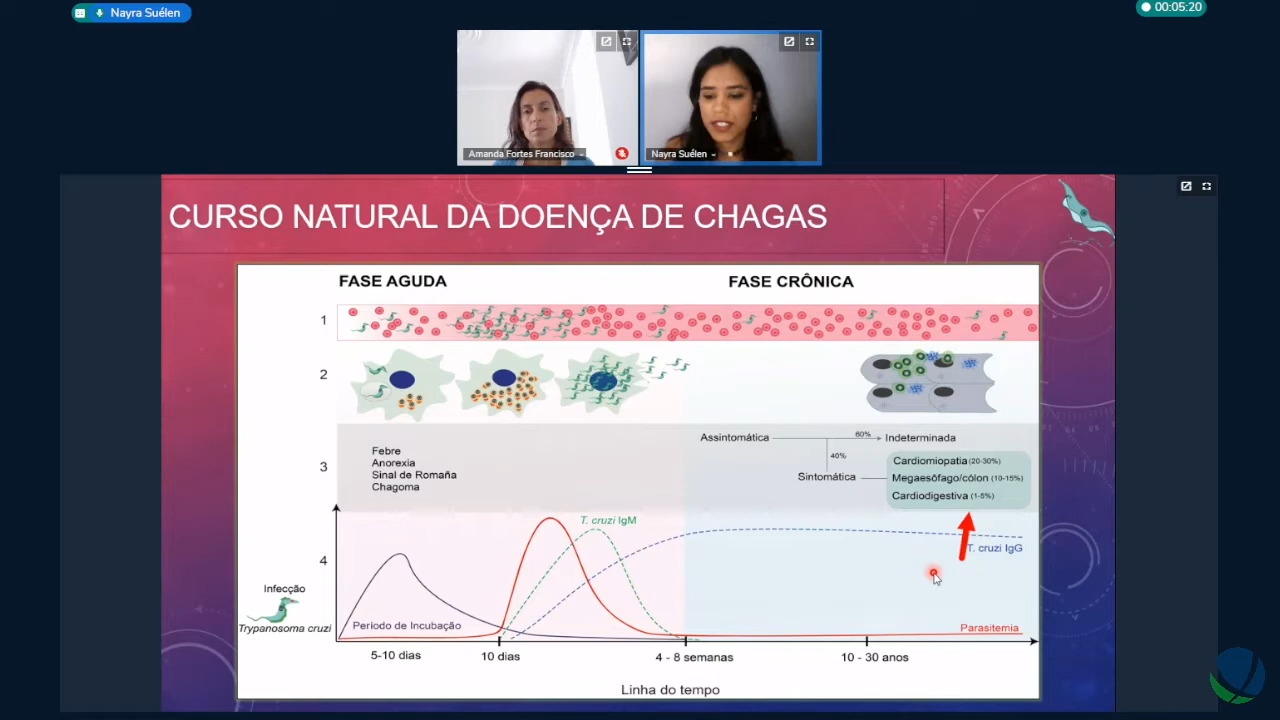 Nayra Suélen
00:05:20
Amanda Fortes Francisco
Nayra Suélen
CURSO NATURAL DA DOENÇA DE CHAGAS
FASE AGUDA
FASE CRÔNICA
1
2
3
Febre
Anorexia
Sinal de Romaña
Chagoma
Assintomática
60%
Indeterminada
40%
Sintomática
Cardiomiopatia (20-30%)
Megaesôfago/cólon (10-15%)
Cardiodigestiva (1-5%)
4
T. cruzi IgM
T. cruzi IgG
Infecção
Trypanosoma cruzi
Período de Incubação
Parasitemia
5-10 dias
10 dias
4 - 8 semanas
10 - 30 anos
Linha do tempo